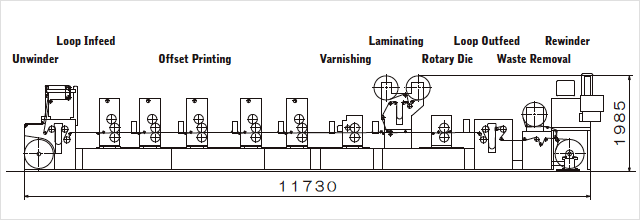 Laminating
Loop Infeed Loop Outfeed Rewinder
Unwinder Offset Printing Varnishing Rotary Die Waste Removal
1985
11730